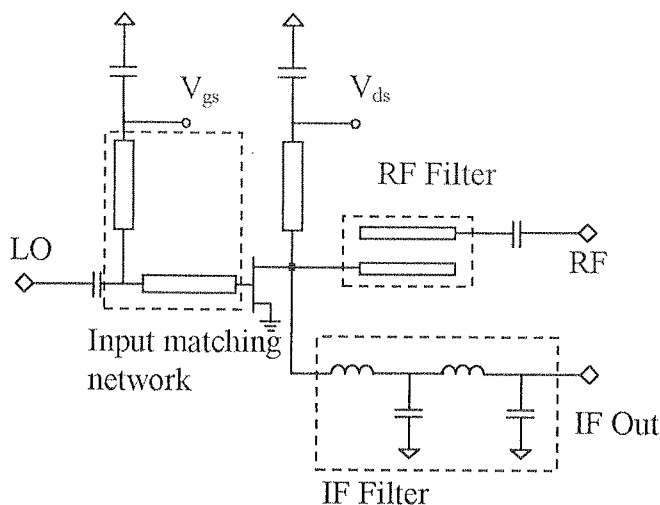 V_gs
V_ds
RF Filter
LO
RF
Input matching
network
IF Out
IF Filter